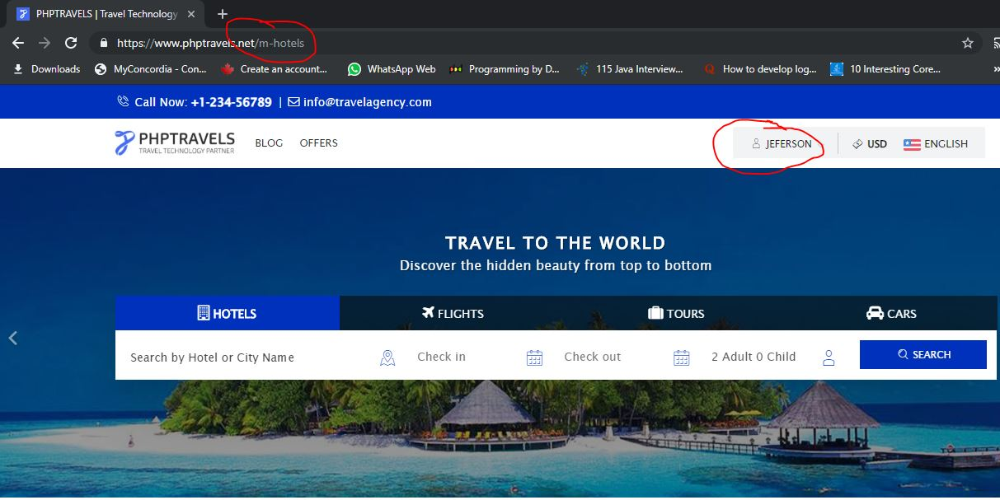 PHPTRAVELS | Travel Technology
https://www.phptravels.net/m-hotels
Downloads MyConcordia - Con... Create an account... WhatsApp Web Programming by D... 115 Java Interview... How to develop log... 10 Interesting Core... »
Call Now: +1-234-56789 | info@travelagency.com
PHPTRAVELS
TRAVEL TECHNOLOGY PARTNER
BLOG OFFERS JEFERSON USD ENGLISH
TRAVEL TO THE WORLD
Discover the hidden beauty from top to bottom
HOTELS FLIGHTS TOURS CARS
Search by Hotel or City Name Check in Check out 2 Adult 0 Child SEARCH